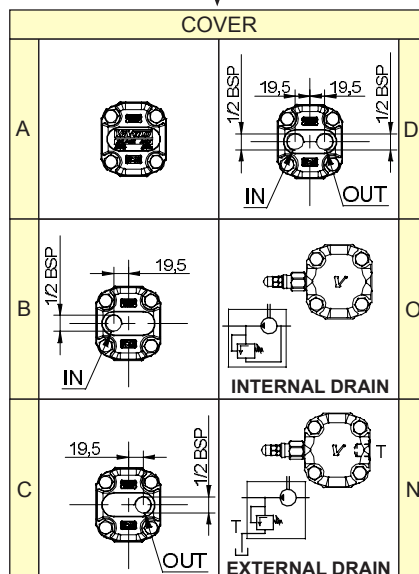 COVER
A
19,5 19,5
1/2 BSP
1/2 BSP
IN
OUT
D
B
1/2 BSP
19,5
IN
INTERNAL DRAIN
O
C
19,5
1/2 BSP
OUT
T
T
EXTERNAL DRAIN
N